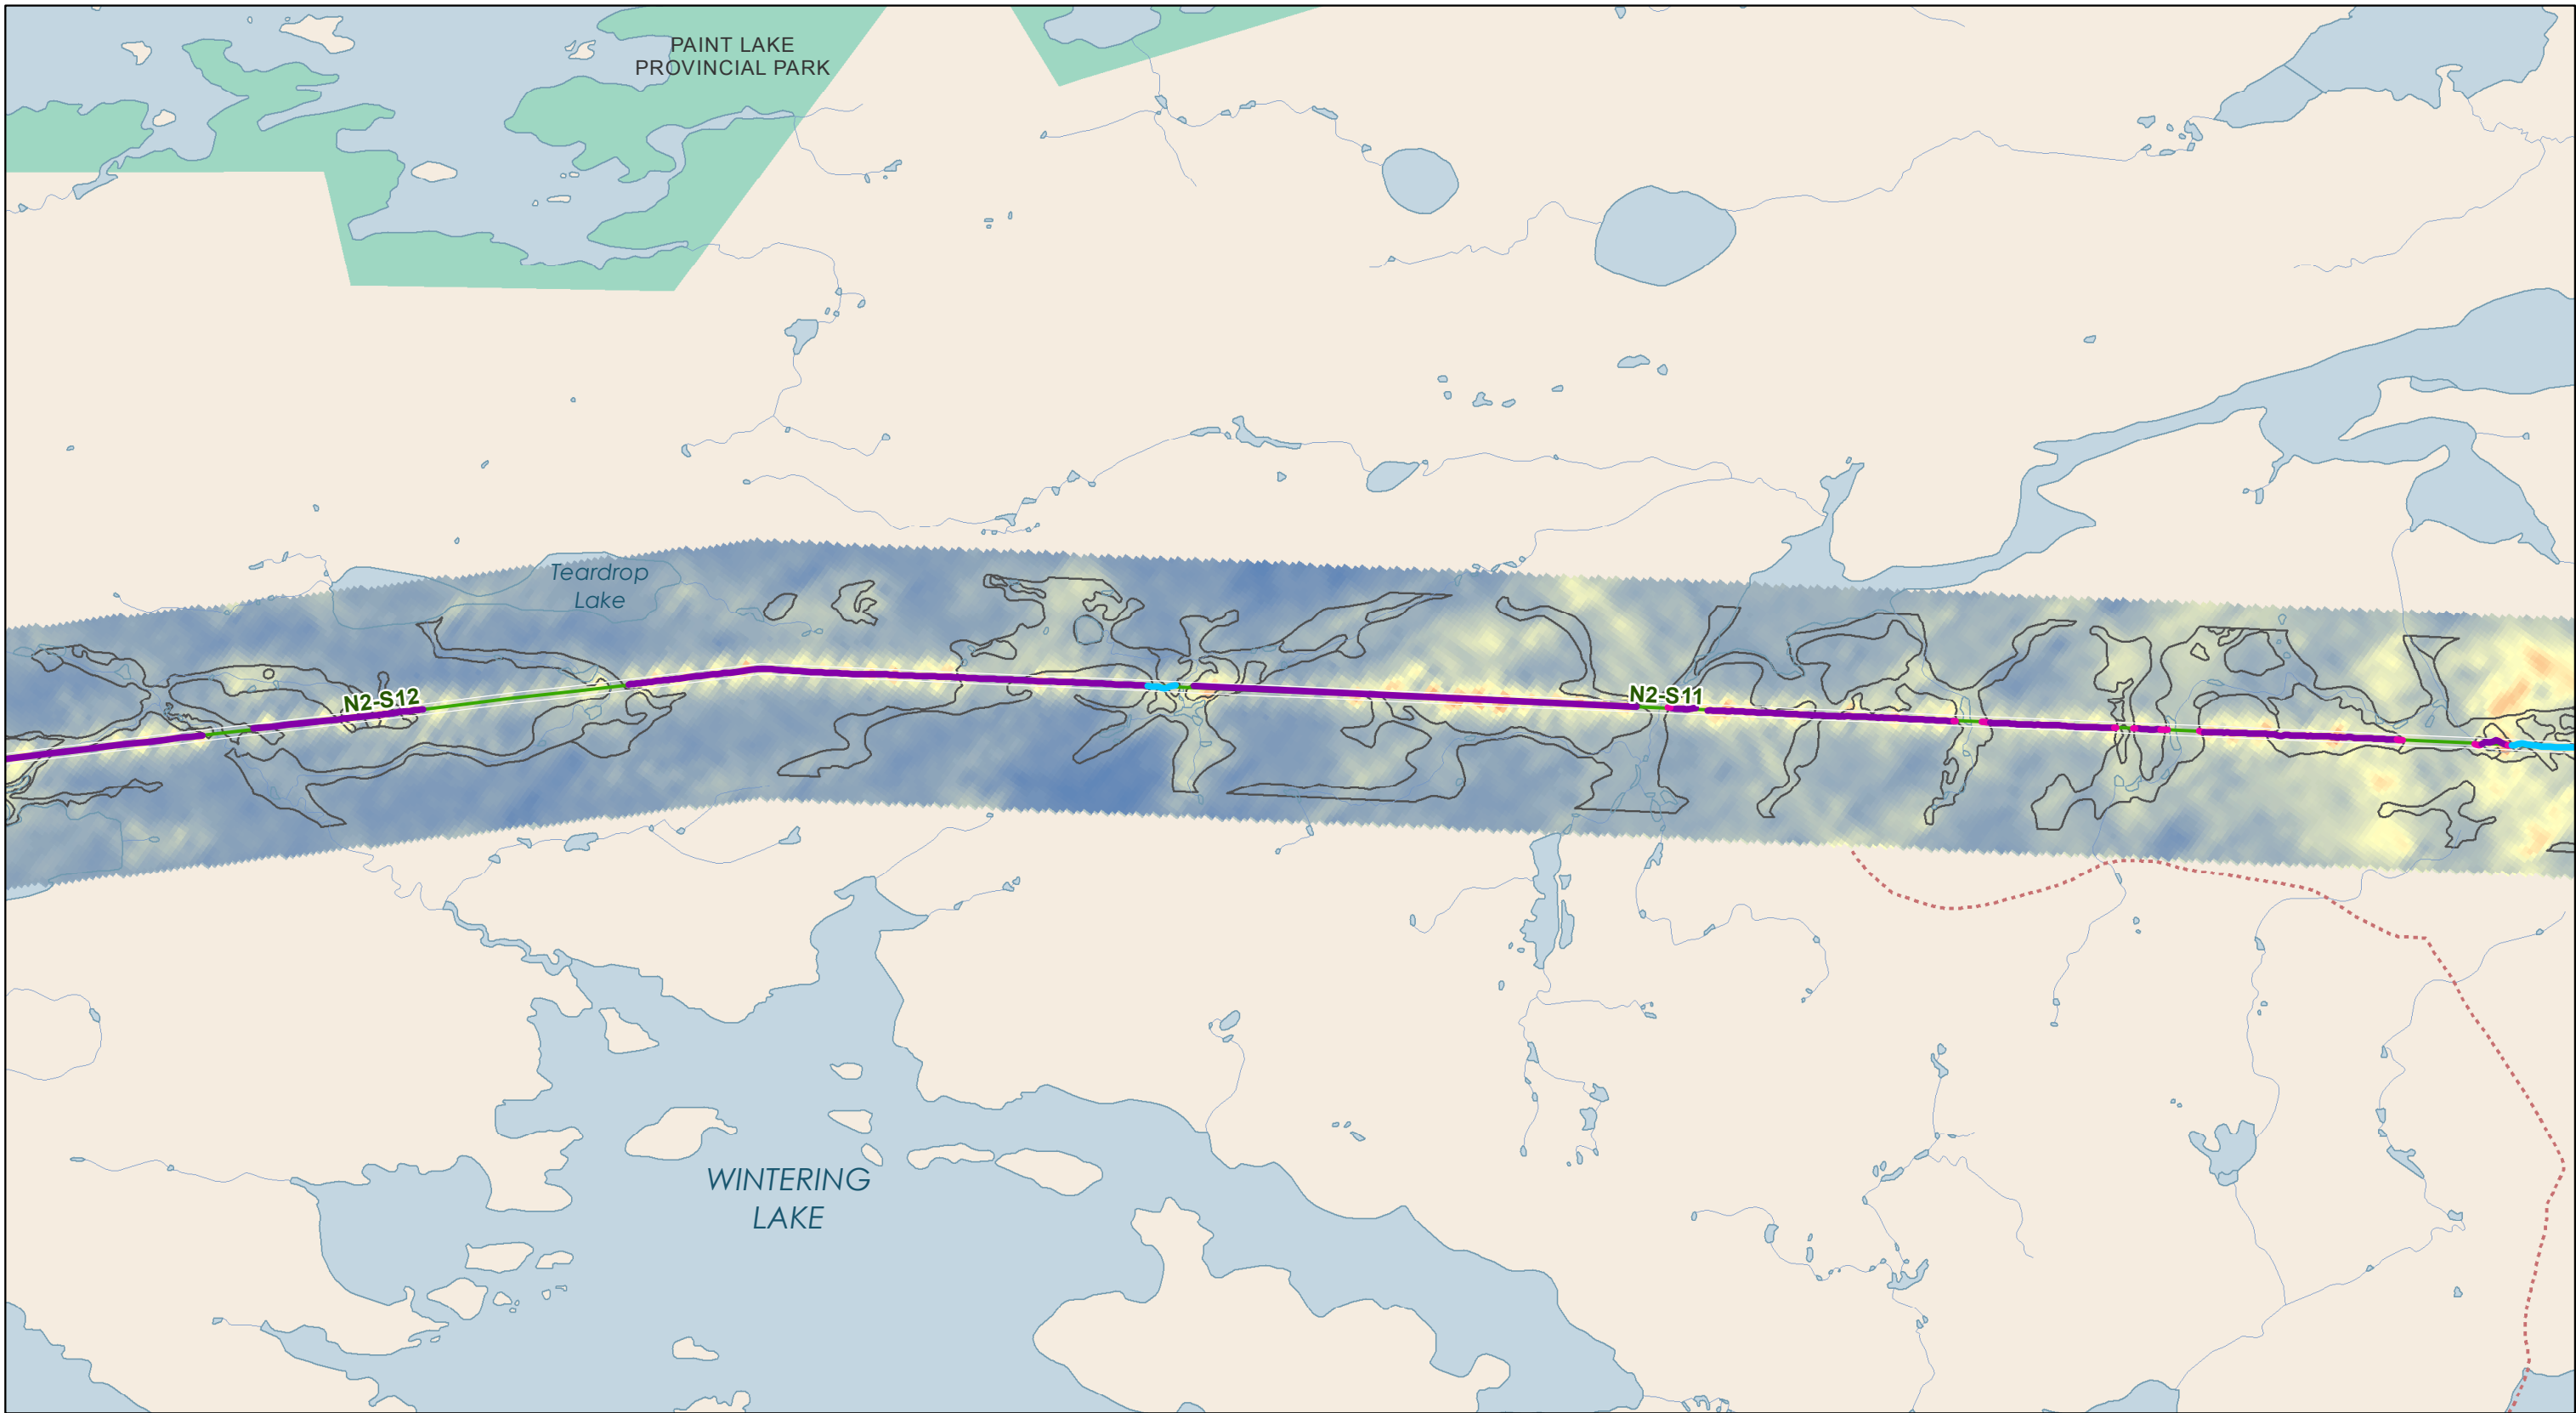 PAINT LAKE
PROVINCIAL PARK
Teardrop
Lake
N2-S12
N2-S11
WINTERING
LAKE